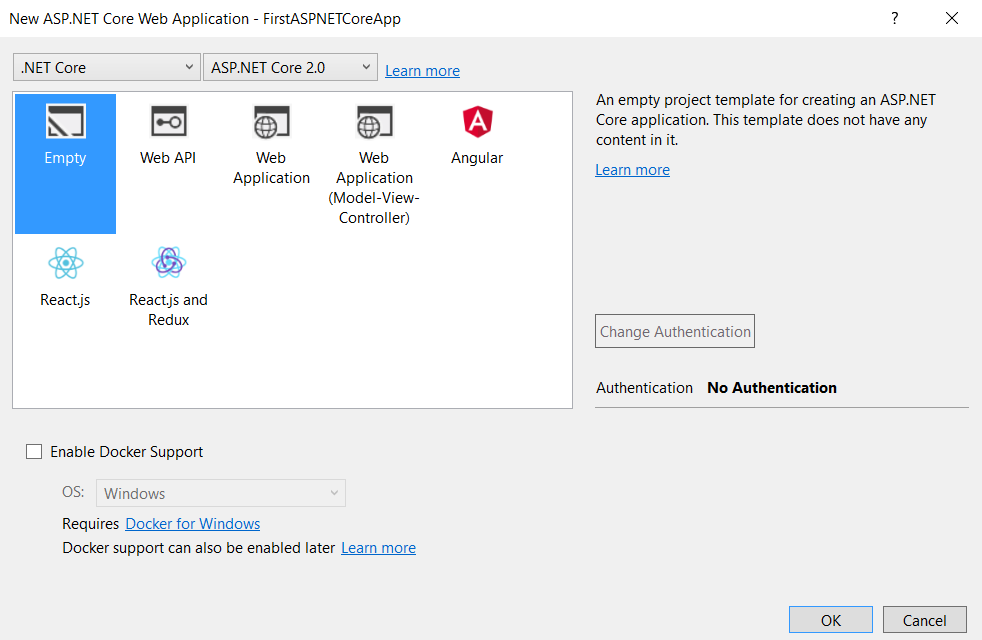 New ASP.NET Core Web Application - FirstASPNETCoreApp
?
.NET Core
ASP.NET Core 2.0
Learn more
Empty
Web API
Web
Application
Web
Application
(Model-View-
Controller)
Angular
React.js
React.js and
Redux
An empty project template for creating an ASP.NET
Core application. This template does not have any
content in it.
Learn more
Change Authentication
Authentication No Authentication
Enable Docker Support
OS: Windows
Requires Docker for Windows
Docker support can also be enabled later Learn more
OK
Cancel